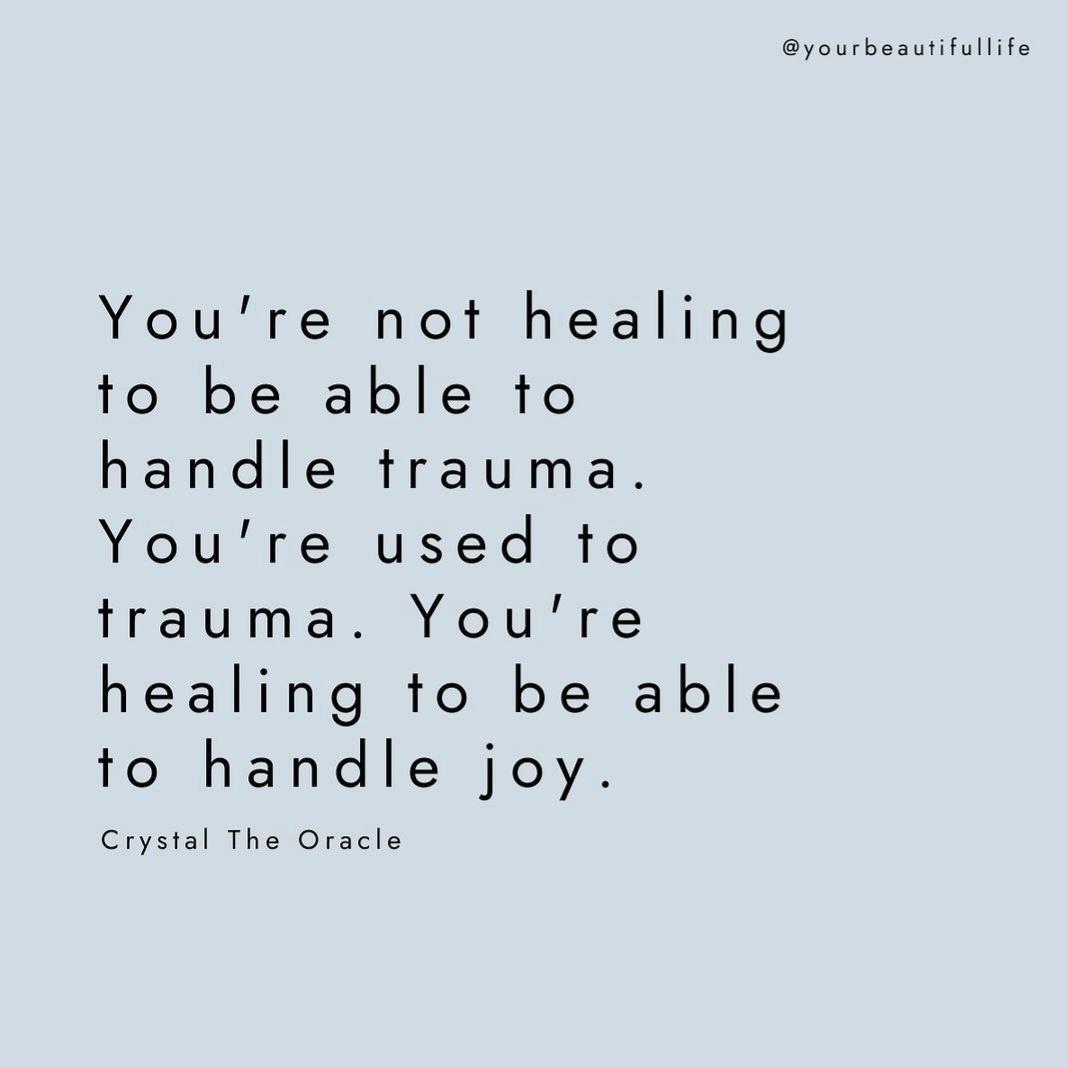 @yourbeautifullife
You're not healing
to be able to
handle trauma.
You're used to
trauma. You're
healing to be able
to handle joy.
Crystal The Oracle